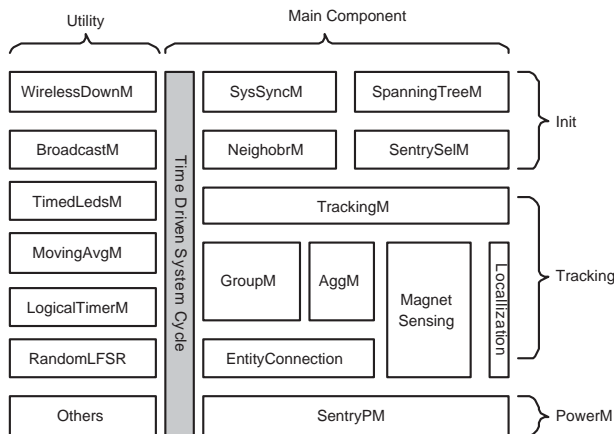 Utility
Main Component
WirelessDownM
BroadcastM
TimedLedsM
MovingAvgM
LogicalTimerM
RandomLFSR
Others
Time Driven System Cycle
SysSyncM
SpanningTreeM
NeighobrM
SentrySelM
Init
TrackingM
GroupM
AggM
Magnet
Sensing
Locallization
EntityConnection
Tracking
SentryPM
PowerM